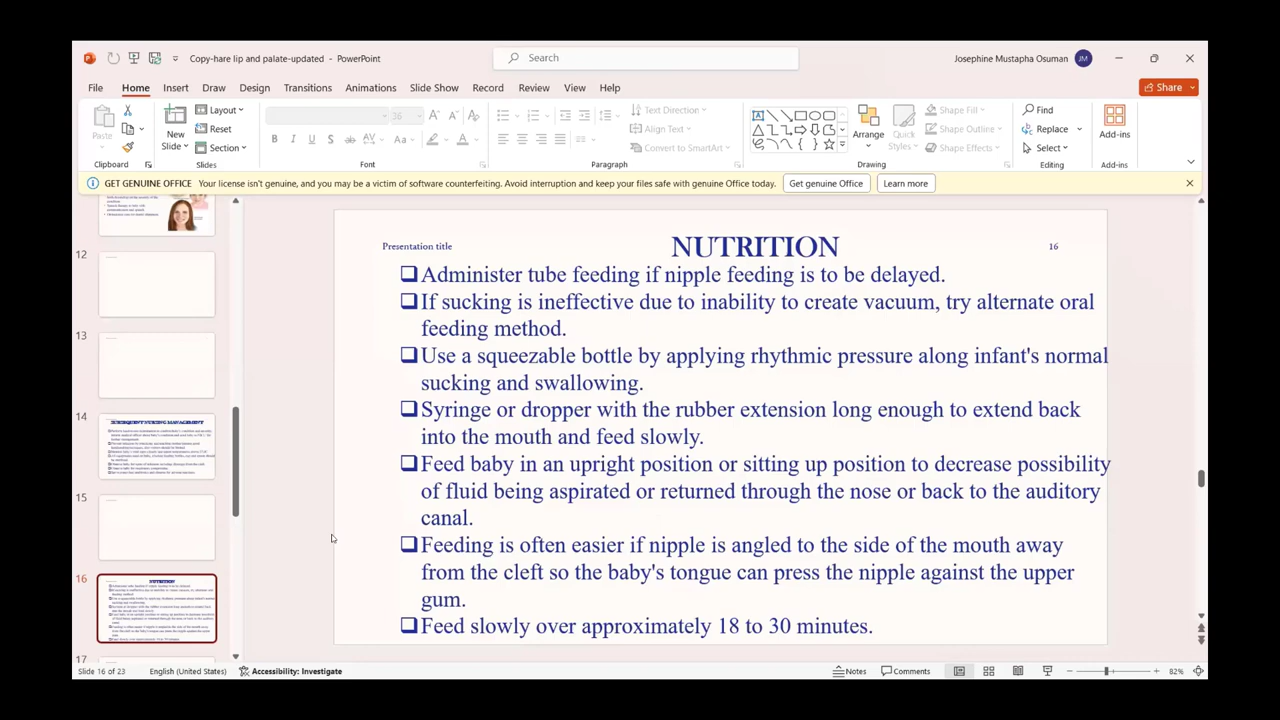 Copy-hare lip and palate-updated - PowerPoint
Search
Josephine Mustapha Osuman
JM
File Home Insert Draw Design Transitions Animations Slide Show Record Review View Help
Share
Paste
Clipboard
New Slide
Layout
Reset
Section
Slides
36
Font
Text Direction
Align Text
Convert to SmartArt
Paragraph
Arrange
Quick Styles
Shape Fill
Shape Outline
Shape Effects
Drawing
Find
Replace
Select
Editing
Add-ins
Add-ins
GET GENUINE OFFICE Your license isn't genuine, and you may be a victim of software counterfeiting. Avoid interruption and keep your files safe with genuine Office today. Get genuine Office Learn more
12
13
14
SUBSEQUENT NURSING MANAGEMENT
15
16
NUTRITION
17
Presentation title
NUTRITION
16
Administer tube feeding if nipple feeding is to be delayed.
If sucking is ineffective due to inability to create vacuum, try alternate oral
feeding method.
Use a squeezable bottle by applying rhythmic pressure along infant's normal
sucking and swallowing.
Syringe or dropper with the rubber extension long enough to extend back
into the mouth and feed slowly.
Feed baby in an upright position or sitting up position to decrease possibility
of fluid being aspirated or returned through the nose or back to the auditory
canal.
Feeding is often easier if nipple is angled to the side of the mouth away
from the cleft so the baby's tongue can press the nipple against the upper
gum.
Feed slowly over approximately 18 to 30 minutes.
Slide 16 of 23 English (United States) Accessibility: Investigate Notes Comments 82%